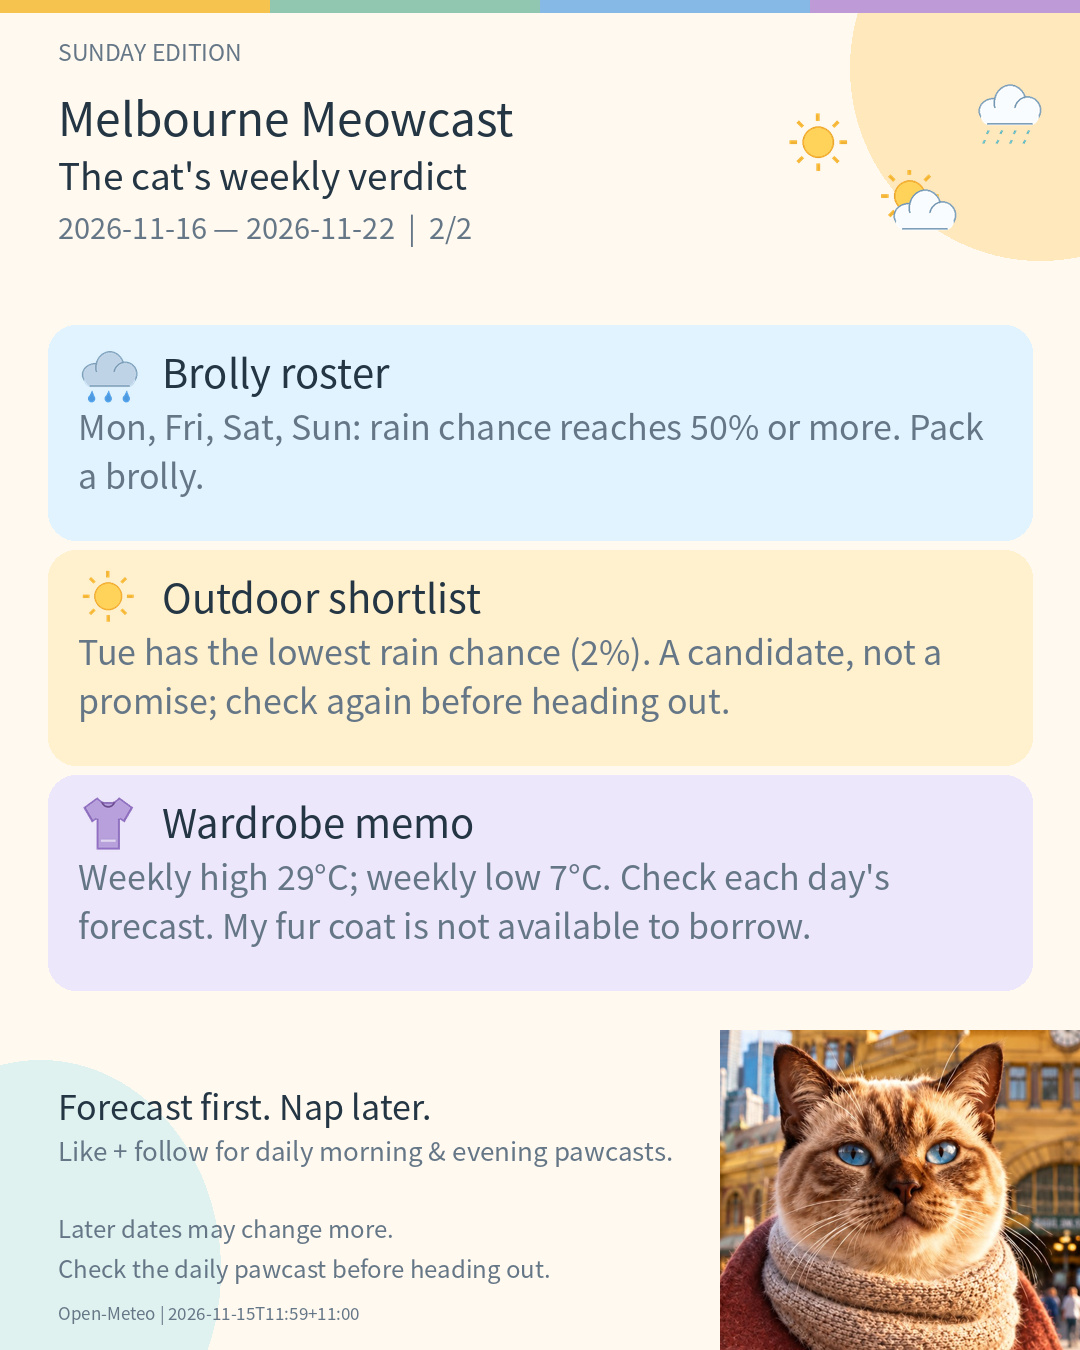 SUNDAY EDITION
Melbourne Meowcast
The cat's weekly verdict
2026-11-16 — 2026-11-22 | 2/2
Brolly roster
Mon, Fri, Sat, Sun: rain chance reaches 50% or more. Pack
a brolly.
Outdoor shortlist
Tue has the lowest rain chance (2%). A candidate, not a
promise; check again before heading out.
Wardrobe memo
Weekly high 29°C; weekly low 7°C. Check each day's
forecast. My fur coat is not available to borrow.
Forecast first. Nap later.
Like + follow for daily morning & evening pawcasts.
Later dates may change more.
Check the daily pawcast before heading out.
Open-Meteo | 2026-11-15T11:59+11:00